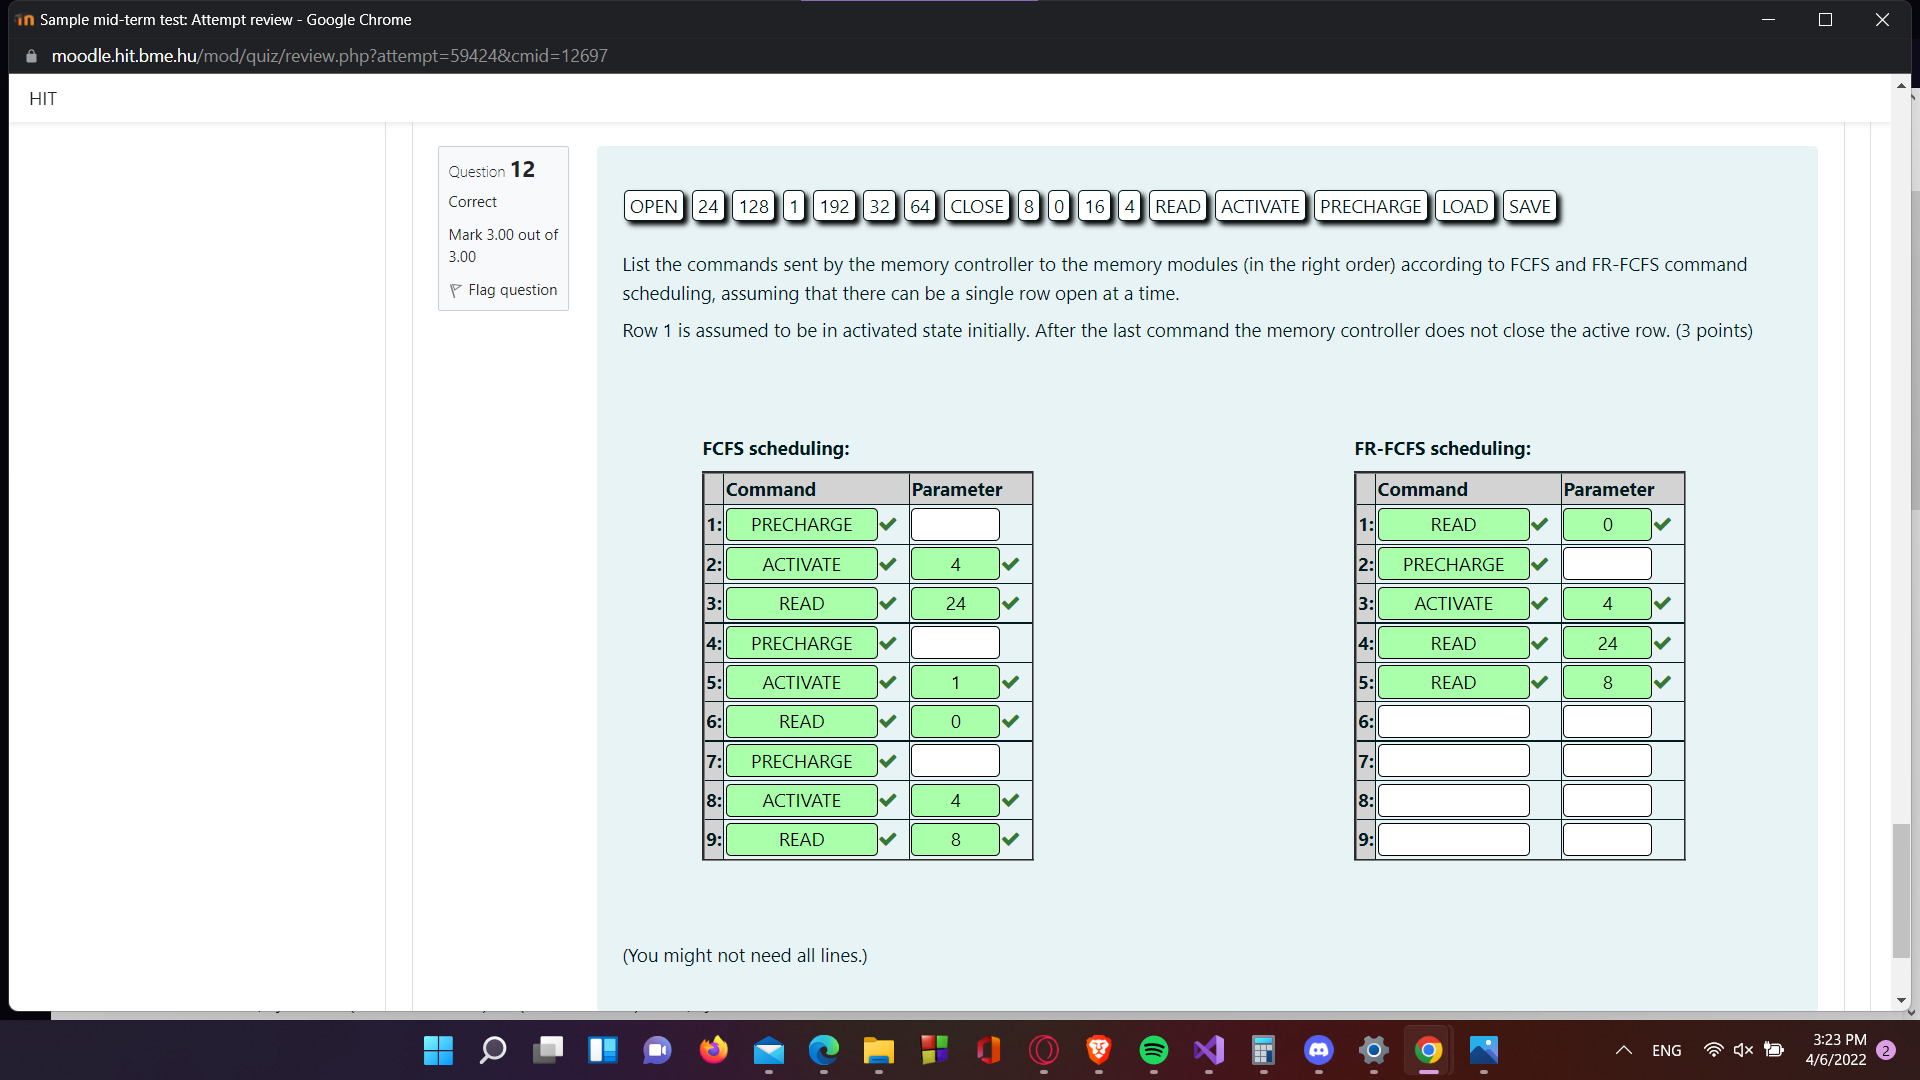 Sample mid-term test: Attempt review - Google Chrome
moodle.hit.bme.hu/mod/quiz/review.php?attempt=59424&cmid=12697
HIT
Question 12
Correct
Mark 3.00 out of
3.00
Flag question
OPEN 24 128 1 192 32 64 CLOSE 8 0 16 4 READ ACTIVATE PRECHARGE LOAD SAVE
List the commands sent by the memory controller to the memory modules (in the right order) according to FCFS and FR-FCFS command
scheduling, assuming that there can be a single row open at a time.
Row 1 is assumed to be in activated state initially. After the last command the memory controller does not close the active row. (3 points)
FCFS scheduling:
Command Parameter
1: PRECHARGE
2: ACTIVATE 4
3: READ 24
4: PRECHARGE
5: ACTIVATE 1
6: READ 0
7: PRECHARGE
8: ACTIVATE 4
9: READ 8
FR-FCFS scheduling:
Command Parameter
1: READ 0
2: PRECHARGE
3: ACTIVATE 4
4: READ 24
5: READ 8
6:
7:
8:
9:
(You might not need all lines.)
ENG
3:23 PM
4/6/2022
2